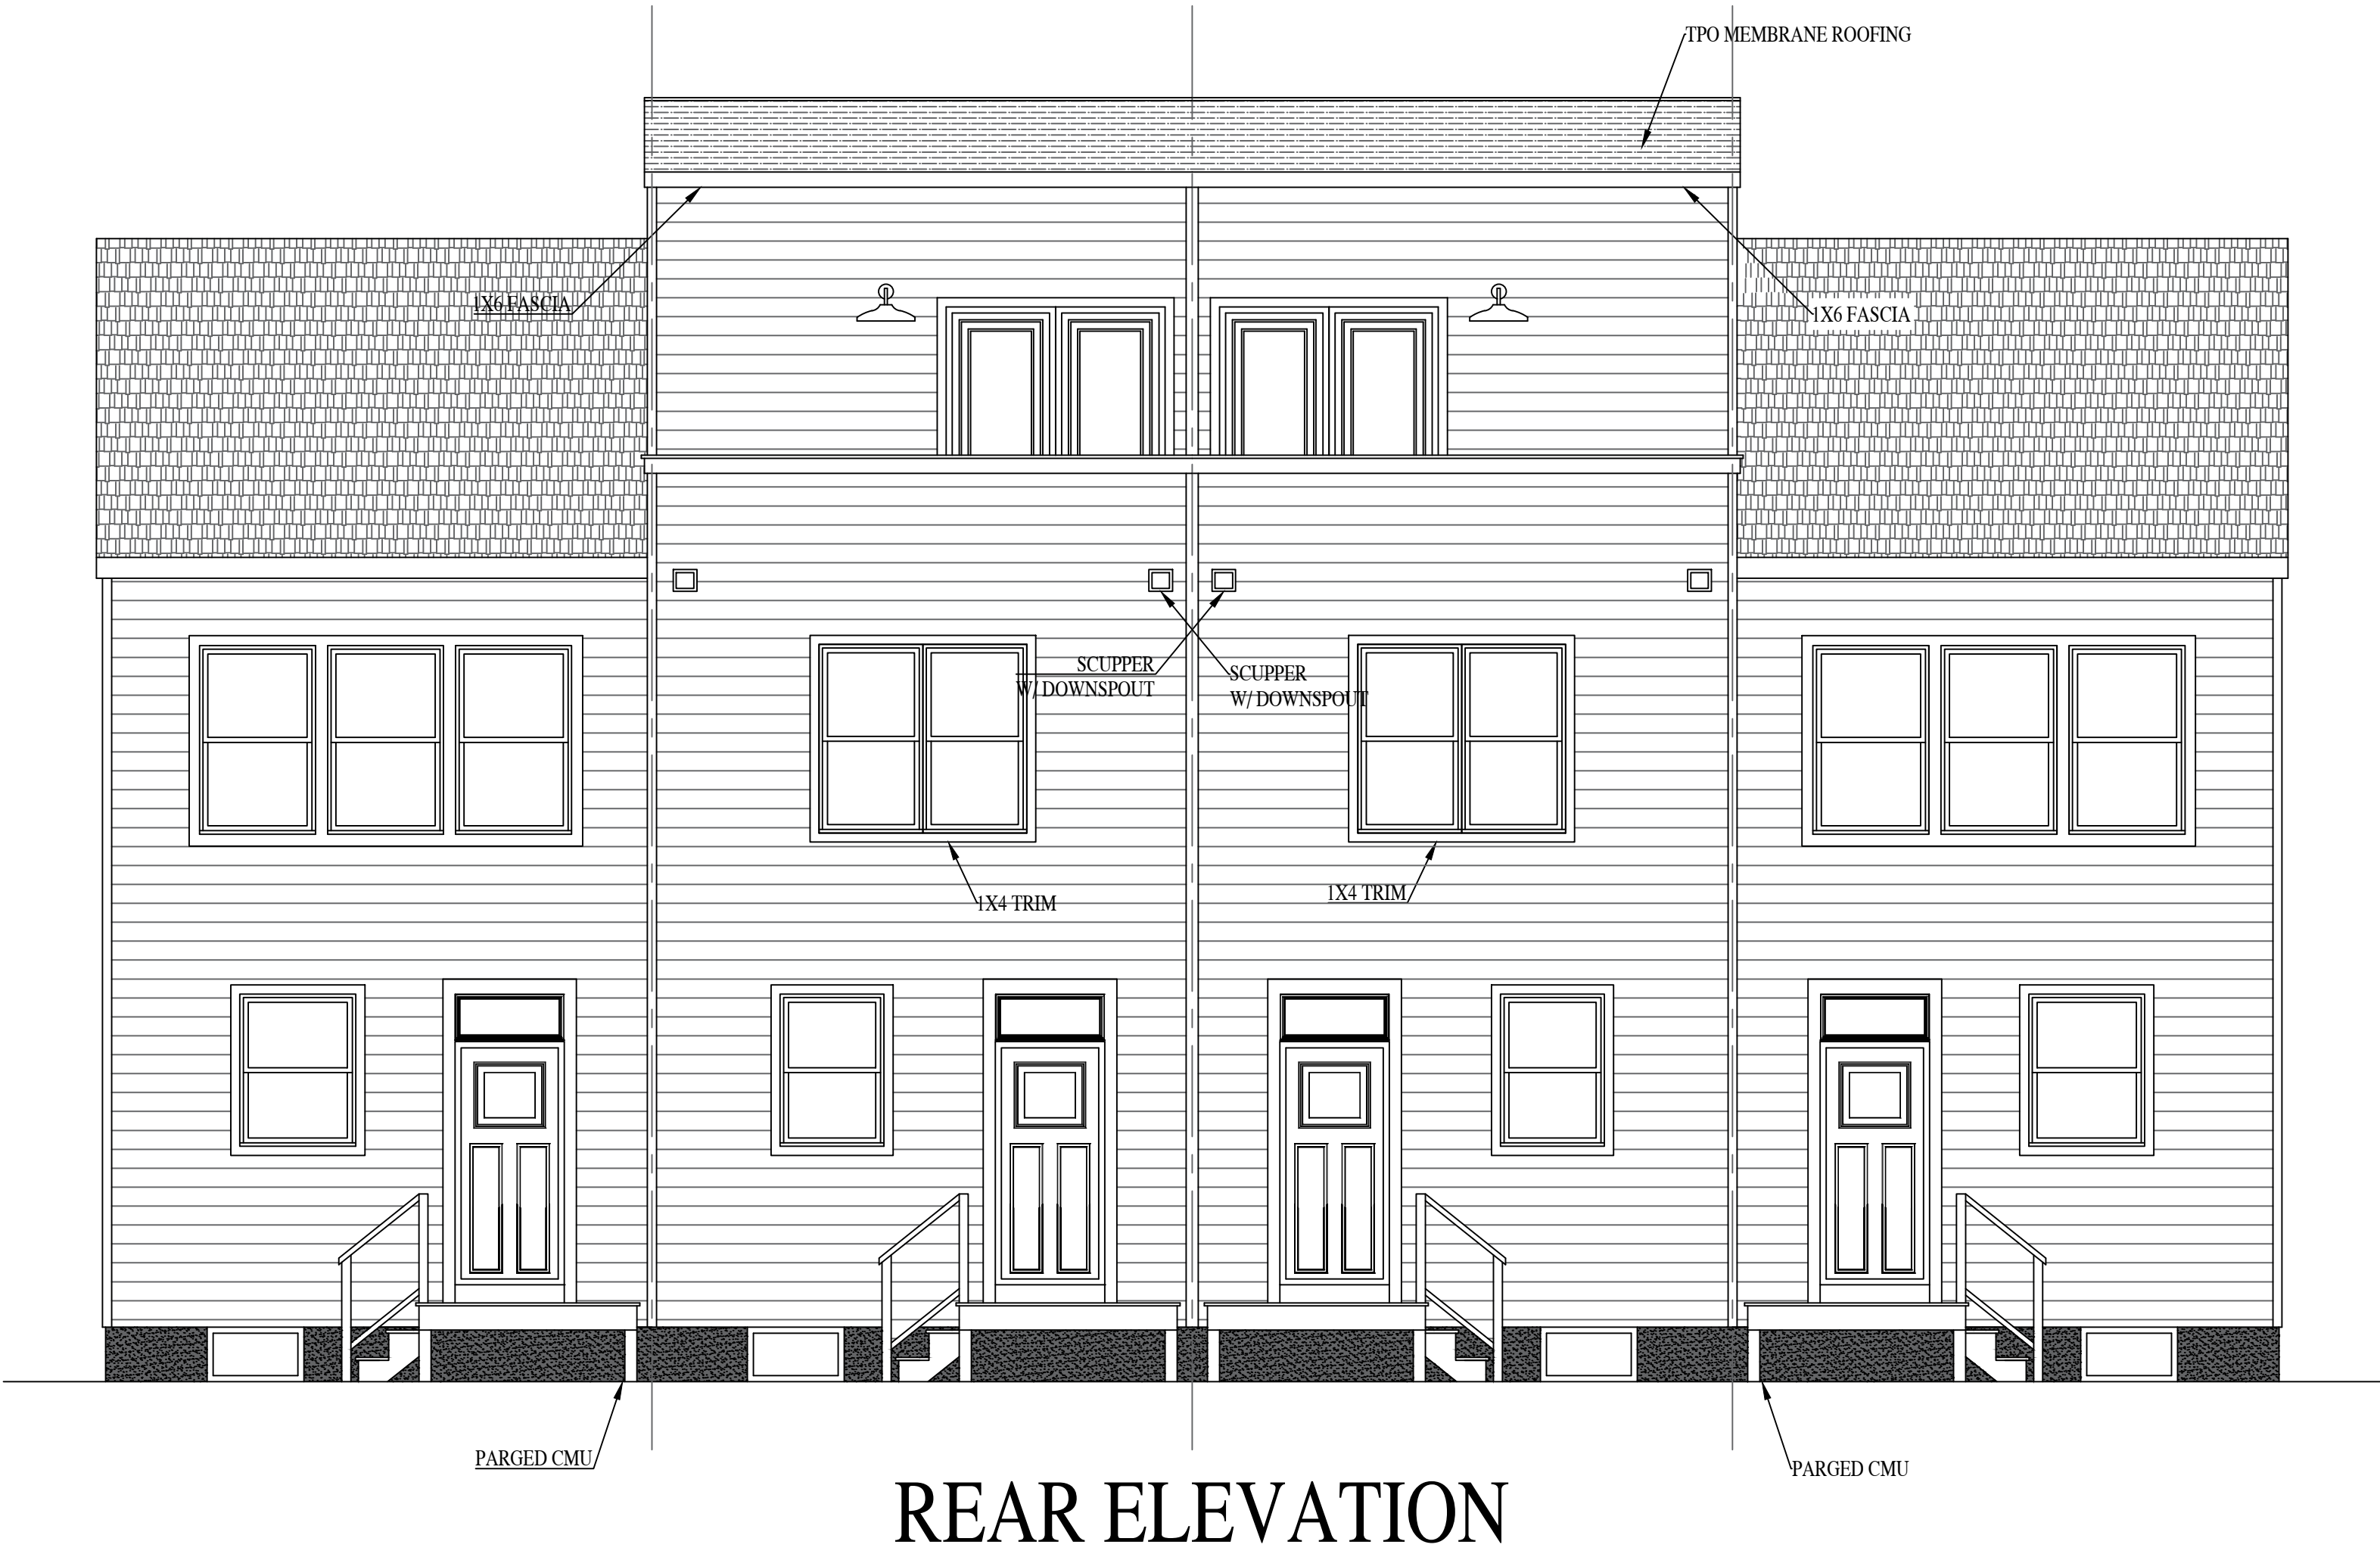 TPO MEMBRANE ROOFING
1X6 FASCIA
1X6 FASCIA
SCUPPER
W/ DOWNSPOUT
SCUPPER
W/ DOWNSPOUT
1X4 TRIM
1X4 TRIM
PARGED CMU
PARGED CMU
REAR ELEVATION